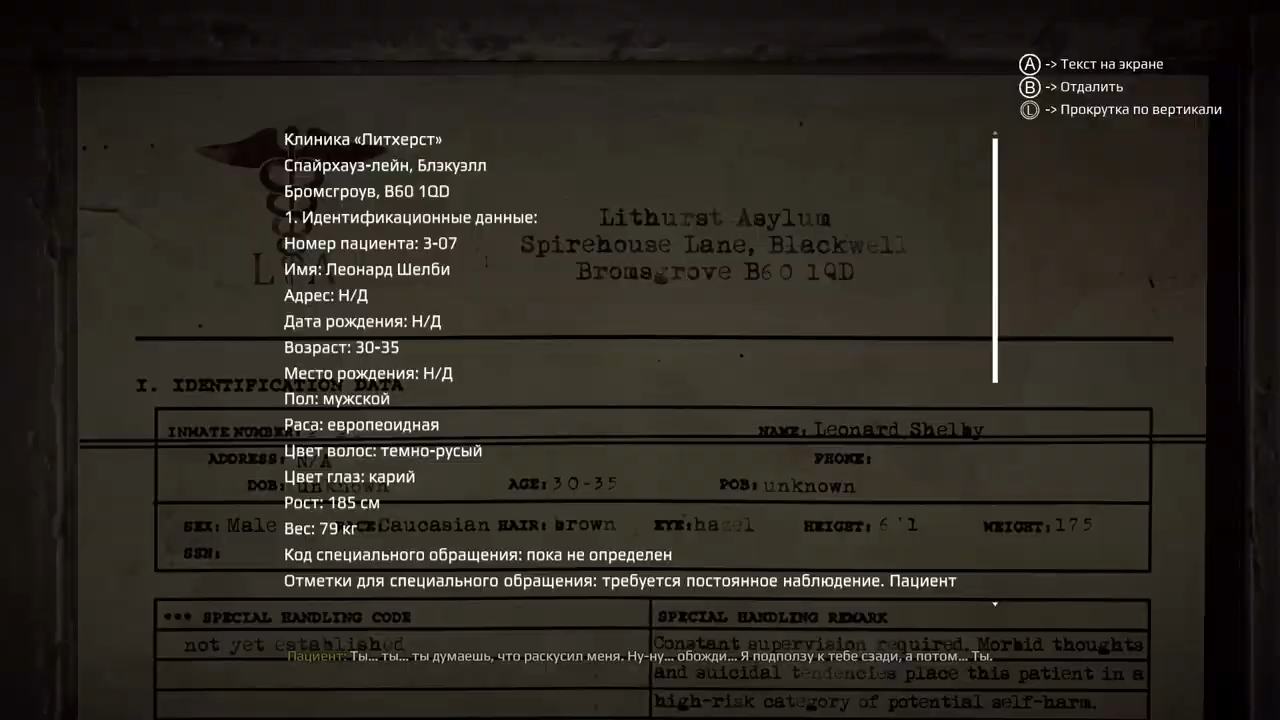 Ⓐ -> Текст на экране
Ⓑ -> Отдалить
Ⓛ -> Прокрутка по вертикали
Клиника «Литхерст»
Спайрхауз-лейн, Блэкуэлл
Бромсгроув, B60 1QD
1. Идентификационные данные:
Номер пациента: 3-07
Имя: Леонард Шелби
Адрес: Н/Д
Дата рождения: Н/Д
Возраст: 30-35
Место рождения: Н/Д
Пол: мужской
Раса: европеоидная
Цвет волос: темно-русый
Цвет глаз: карий
Рост: 185 см
Вес: 79 кг
Код специального обращения: пока не определен
Отметки для специального обращения: требуется постоянное наблюдение. Пациент
Lithurst Asylum
Spirehouse Lane, Blackwell
Bromsgrove B60 1QD
I. IDENTIFICATION DATA
INMATE NUMBER: NAME: Leonard Shelby
ADDRESS: N/A PHONE:
DOB: unknown AGE: 30-35 POB: unknown
SEX: Male Caucasian HAIR: brown EYE: hazel HEIGHT: 6'1 WEIGHT: 175
SSN:
*** SPECIAL HANDLING CODE SPECIAL HANDLING REMARK
not yet established Constant supervision required. Morbid thoughts
and suicidal tendencies place this patient in a
high-risk category of potential self-harm.
Пациент: Ты... ты... ты думаешь, что раскусил меня. Ну-ну... обожди... Я подползу к тебе сзади, а потом... Ты.